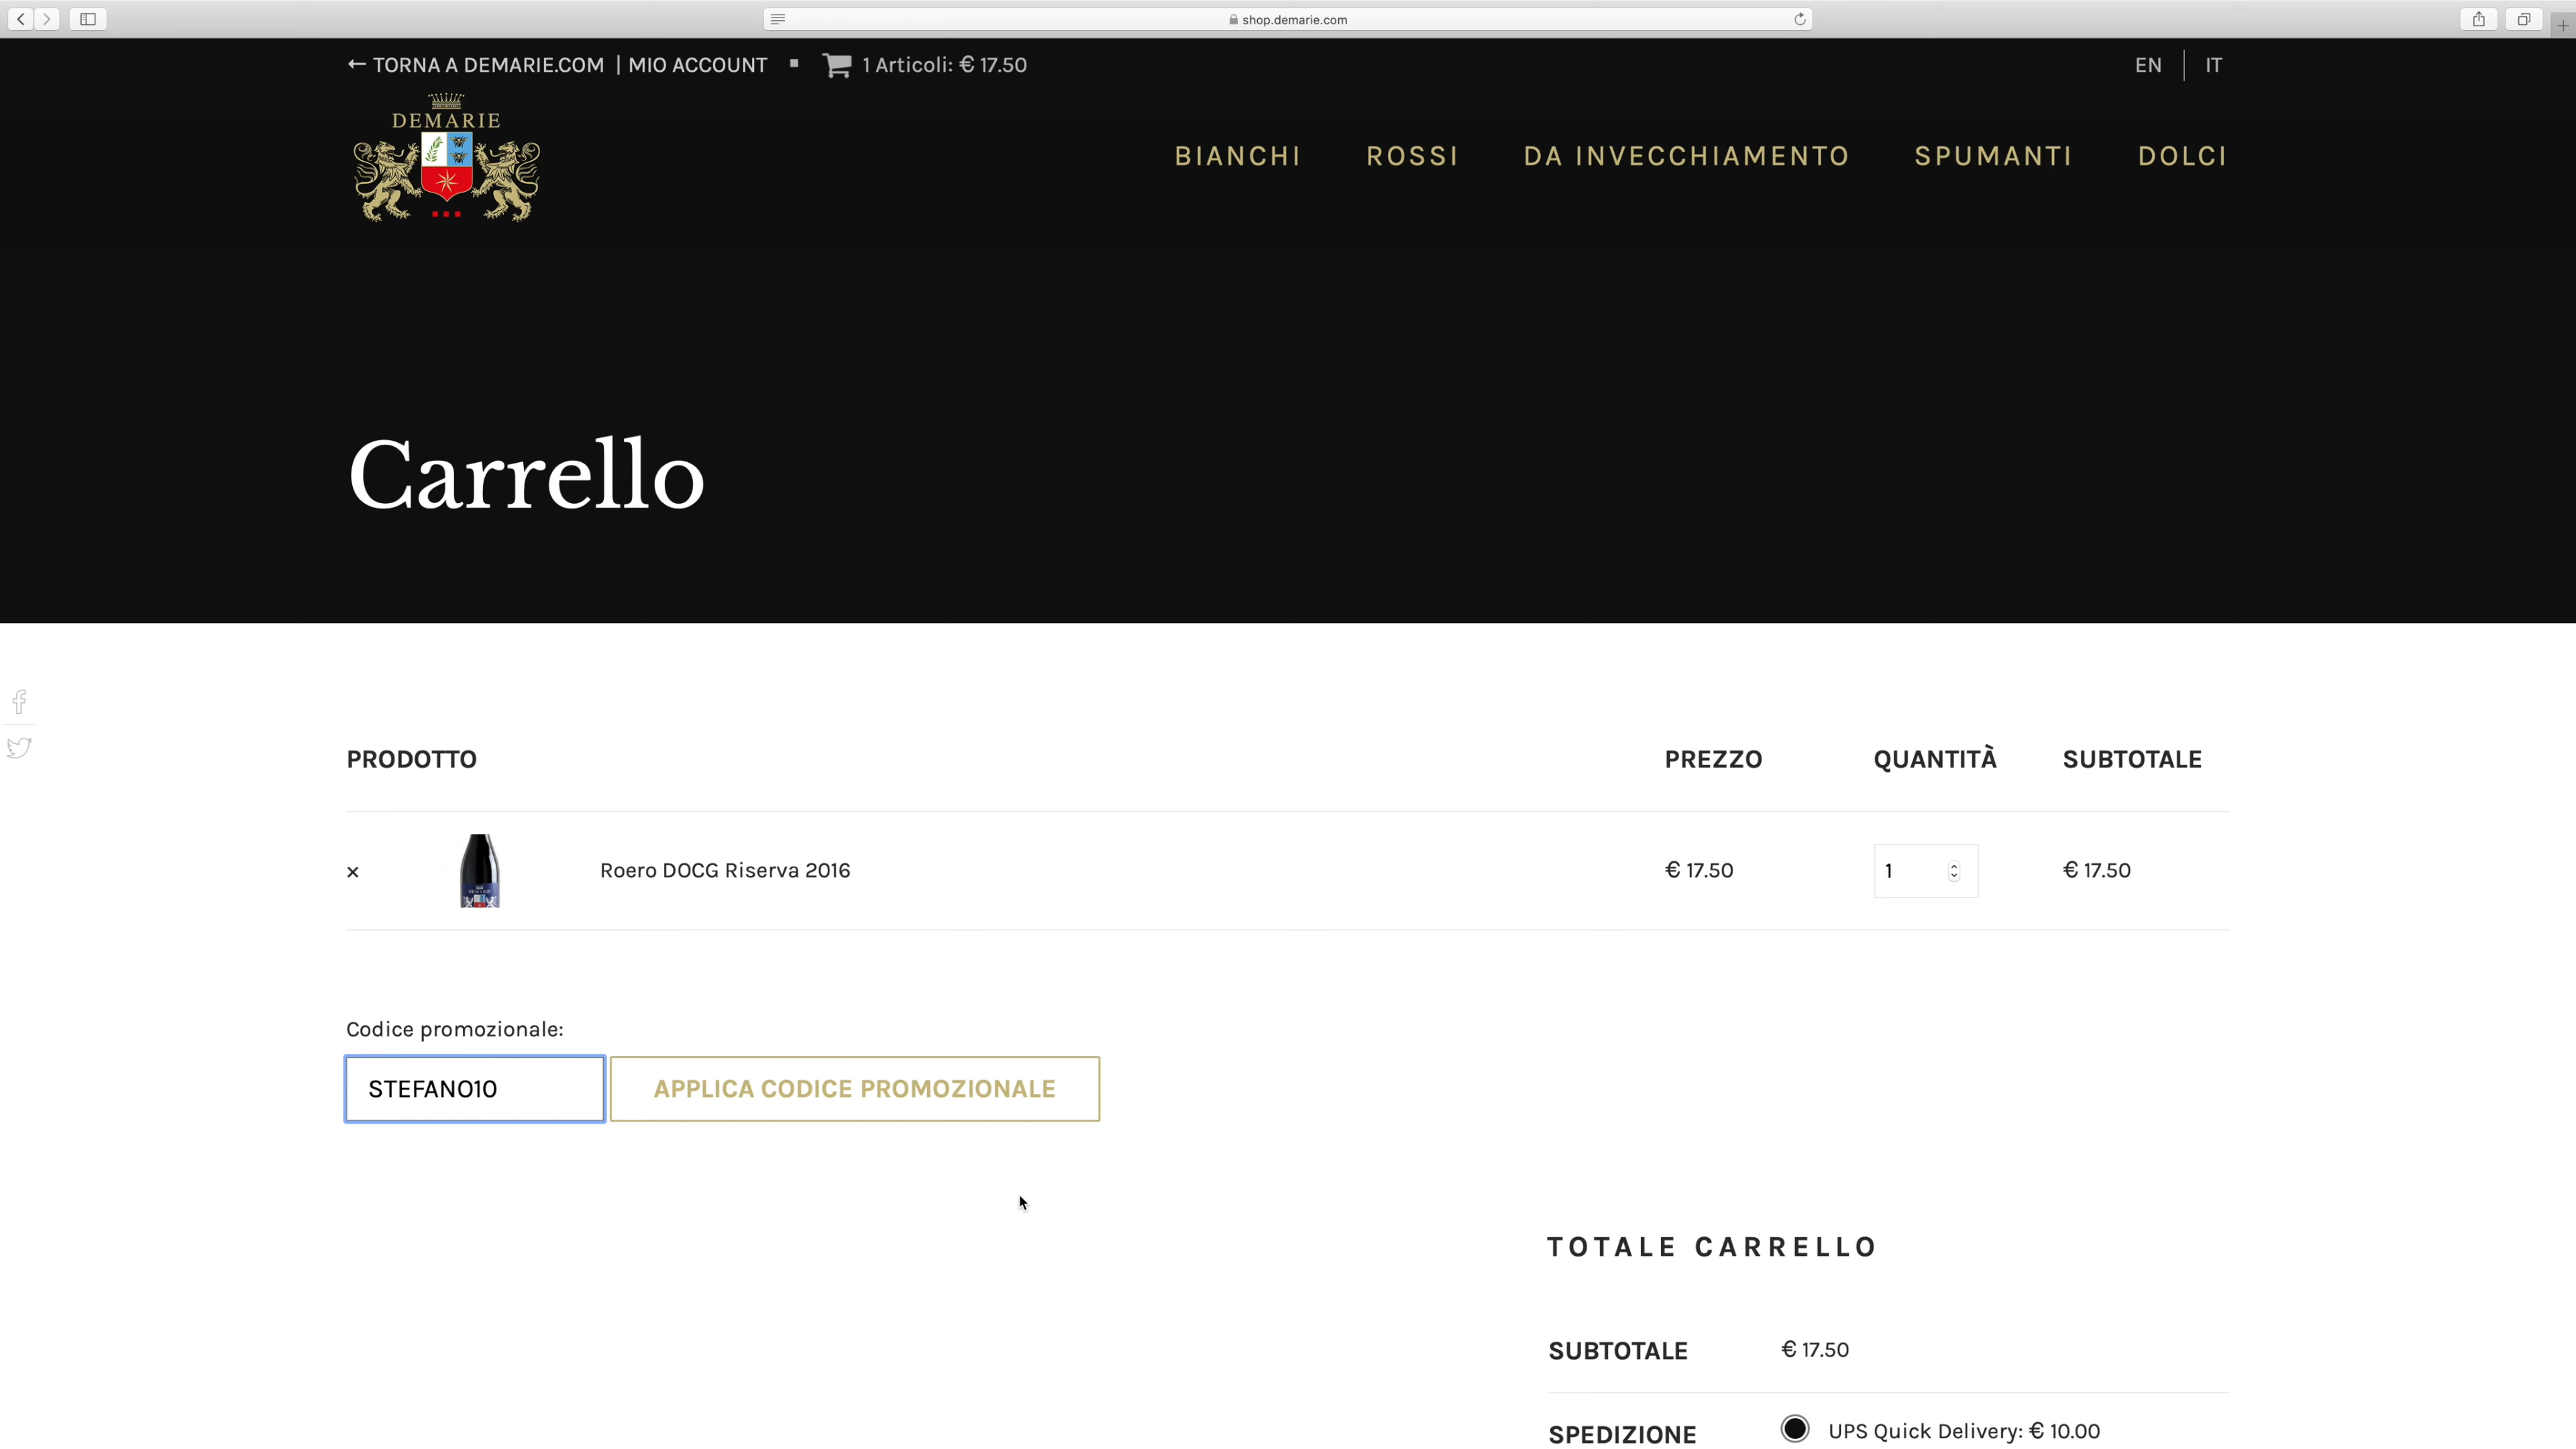 shop.demarie.com
← TORNA A DEMARIE.COM | MIO ACCOUNT 1 Articoli: € 17.50
EN IT
DEMARIE
BIANCHI ROSSI DA INVECCHIAMENTO SPUMANTI DOLCI
Carrello
PRODOTTO PREZZO QUANTITÀ SUBTOTALE
× Roero DOCG Riserva 2016 € 17.50 1 € 17.50
Codice promozionale:
STEFANO10 APPLICA CODICE PROMOZIONALE
TOTALE CARRELLO
SUBTOTALE € 17.50
SPEDIZIONE UPS Quick Delivery: € 10.00